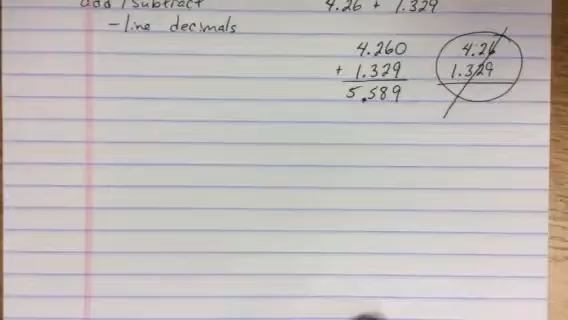 add / subtract 4.26 + 1.329
- line decimals
4.260 4.26
+ 1.329 1.329
5.589